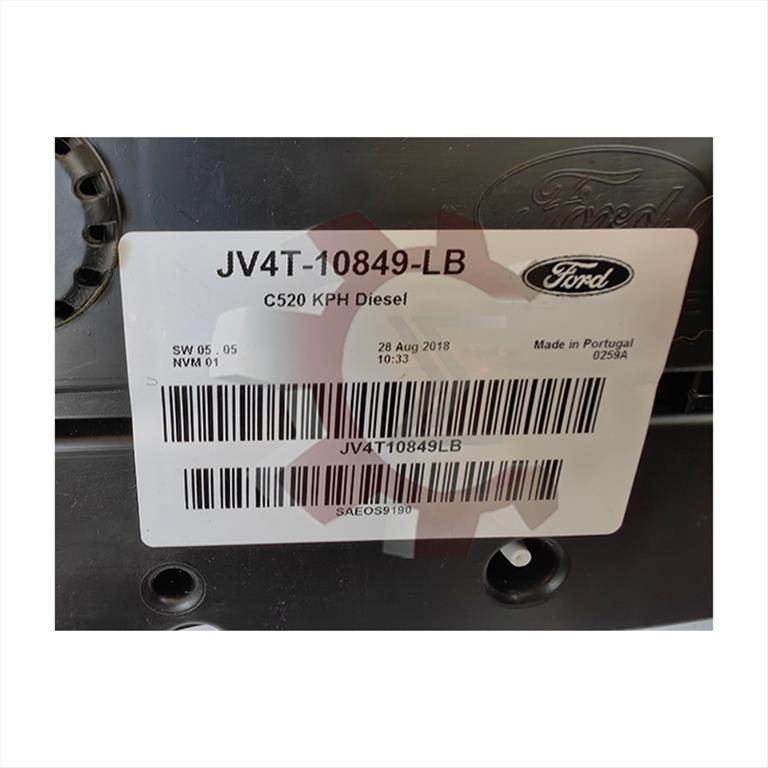 Ford
JV4T-10849-LB
Ford
C520 KPH Diesel
SW 05 . 05
28 Aug 2018
Made in Portugal
NVM 01
10:33
0259A
JV4T10849LB
SAEOS9190